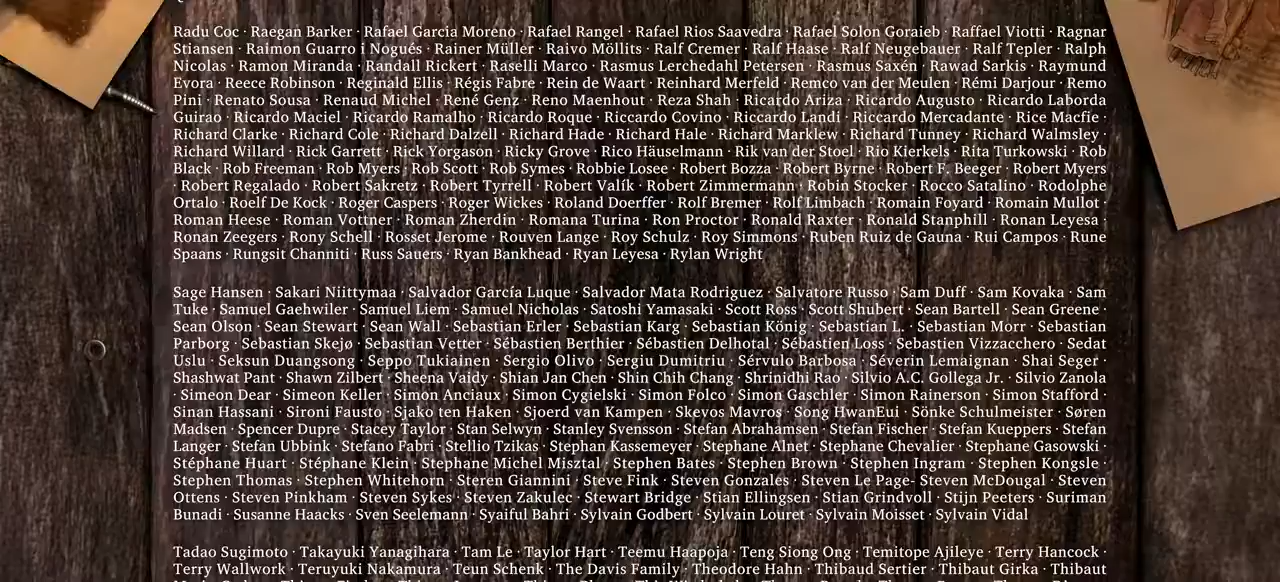 Radu Coc · Raegan Barker · Rafael Garcia Moreno · Rafael Rangel · Rafael Rios Saavedra · Rafael Solon Goraieb · Raffael Viotti · Ragnar
Stiansen · Raimon Guarro i Nogués · Rainer Müller · Raivo Möllits · Ralf Cremer · Ralf Haase · Ralf Neugebauer · Ralf Tepler · Ralph
Nicolas · Ramon Miranda · Randall Rickert · Raselli Marco · Rasmus Lerchedahl Petersen · Rasmus Saxén · Rawad Sarkis · Raymund
Evora · Reece Robinson · Reginald Ellis · Régis Fabre · Rein de Waart · Reinhard Merfeld · Remco van der Meulen · Rémi Darjour · Remo
Pini · Renato Sousa · Renaud Michel · René Genz · Reno Maenhout · Reza Shah · Ricardo Ariza · Ricardo Augusto · Ricardo Laborda
Guirao · Ricardo Maciel · Ricardo Ramalho · Ricardo Roque · Riccardo Covino · Riccardo Landi · Riccardo Mercadante · Rice Macfie ·
Richard Clarke · Richard Cole · Richard Dalzell · Richard Hade · Richard Hale · Richard Marklew · Richard Tunney · Richard Walmsley ·
Richard Willard · Rick Garrett · Rick Yorgason · Ricky Grove · Rico Häuselmann · Rik van der Stoel · Rio Kierkels · Rita Turkowski · Rob
Black · Rob Freeman · Rob Myers · Rob Scott · Rob Symes · Robbie Losee · Robert Bozza · Robert Byrne · Robert F. Beeger · Robert Myers
· Robert Regalado · Robert Sakretz · Robert Tyrrell · Robert Valík · Robert Zimmermann · Robin Stocker · Rocco Satalino · Rodolphe
Ortalo · Roelf De Kock · Roger Caspers · Roger Wickes · Roland Doerffer · Rolf Bremer · Rolf Limbach · Romain Foyard · Romain Mullot ·
Roman Heese · Roman Vottner · Roman Zherdin · Romana Turina · Ron Proctor · Ronald Raxter · Ronald Stanphill · Ronan Leyesa ·
Ronan Zeegers · Rony Schell · Rosset Jerome · Rouven Lange · Roy Schulz · Roy Simmons · Ruben Ruiz de Gauna · Rui Campos · Rune
Spaans · Rungsit Channiti · Russ Sauers · Ryan Bankhead · Ryan Leyesa · Rylan Wright
Sage Hansen · Sakari Niittymaa · Salvador García Luque · Salvador Mata Rodriguez · Salvatore Russo · Sam Duff · Sam Kovaka · Sam
Tuke · Samuel Gaehwiler · Samuel Liem · Samuel Nicholas · Satoshi Yamasaki · Scott Ross · Scott Shubert · Sean Bartell · Sean Greene ·
Sean Olson · Sean Stewart · Sean Wall · Sebastian Erler · Sebastian Karg · Sebastian König · Sebastian L. · Sebastian Morr · Sebastian
Parborg · Sebastian Skejø · Sebastian Vetter · Sébastien Berthier · Sébastien Delhotal · Sébastien Loss · Sebastien Vizzacchero · Sedat
Uslu · Seksun Duangsong · Seppo Tukiainen · Sergio Olivo · Sergiu Dumitriu · Sérvulo Barbosa · Séverin Lemaignan · Shai Seger ·
Shashwat Pant · Shawn Zilbert · Sheena Vaidy · Shian Jan Chen · Shin Chih Chang · Shrinidhi Rao · Silvio A.C. Gollega Jr. · Silvio Zanola
· Simeon Dear · Simeon Keller · Simon Anciaux · Simon Cygielski · Simon Folco · Simon Gaschler · Simon Rainerson · Simon Stafford ·
Sinan Hassani · Sironi Fausto · Sjako ten Haken · Sjoerd van Kampen · Skevos Mavros · Song HwanEui · Sönke Schulmeister · Søren
Madsen · Spencer Dupre · Stacey Taylor · Stan Selwyn · Stanley Svensson · Stefan Abrahamsen · Stefan Fischer · Stefan Kueppers · Stefan
Langer · Stefan Ubbink · Stefano Fabri · Stellio Tzikas · Stephan Kassemeyer · Stephane Alnet · Stephane Chevalier · Stephane Gasowski ·
Stéphane Huart · Stéphane Klein · Stephane Michel Misztal · Stephen Bates · Stephen Brown · Stephen Ingram · Stephen Kongsle ·
Stephen Thomas · Stephen Whitehorn · Steren Giannini · Steve Fink · Steven Gonzales · Steven Le Page- Steven McDougal · Steven
Ottens · Steven Pinkham · Steven Sykes · Steven Zakulec · Stewart Bridge · Stian Ellingsen · Stian Grindvoll · Stijn Peeters · Suriman
Bunadi · Susanne Haacks · Sven Seelemann · Syaiful Bahri · Sylvain Godbert · Sylvain Louret · Sylvain Moisset · Sylvain Vidal
Tadao Sugimoto · Takayuki Yanagihara · Tam Le · Taylor Hart · Teemu Haapoja · Teng Siong Ong · Temitope Ajileye · Terry Hancock ·
Terry Wallwork · Teruyuki Nakamura · Teun Schenk · The Davis Family · Theodore Hahn · Thibaud Sertier · Thibaut Girka · Thibaut